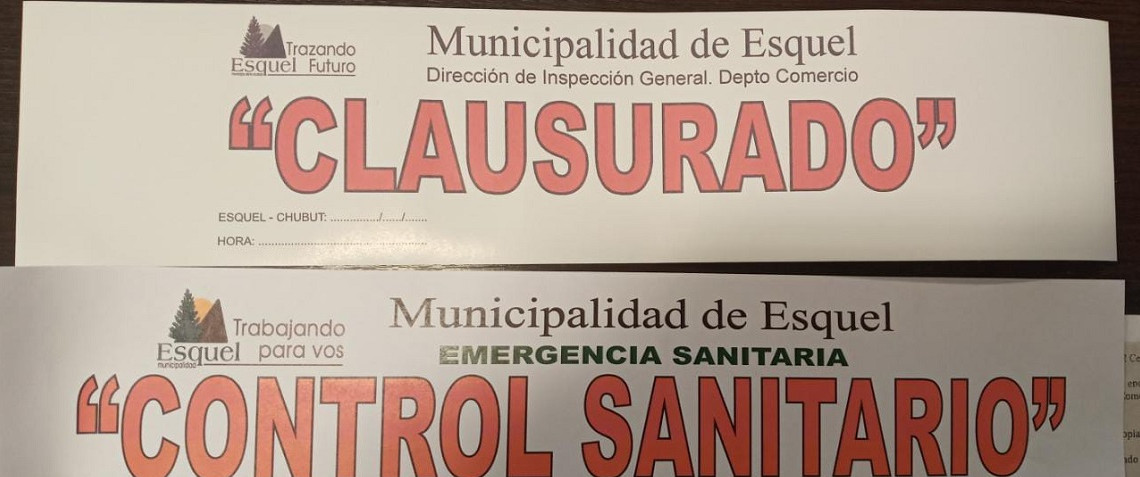 Trazando
Esquel Futuro
Municipalidad de Esquel
Dirección de Inspección General. Depto Comercio
“CLAUSURADO”
ESQUEL - CHUBUT: .............../....../.......
HORA: ..................................................
Trabajando
Esquel para vos
municipalidad
Municipalidad de Esquel
EMERGENCIA SANITARIA
“CONTROL SANITARIO”